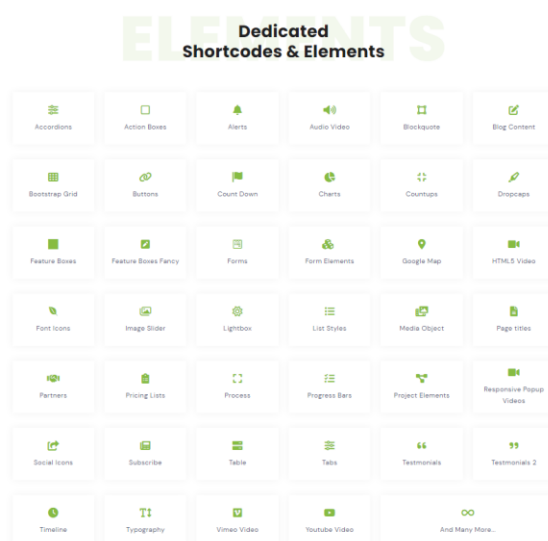 ELEMENTS
Dedicated
Shortcodes & Elements
Accordions
Action Boxes
Alerts
Audio Video
Blockquote
Blog Content
Bootstrap Grid
Buttons
Count Down
Charts
Countups
Dropcaps
Feature Boxes
Feature Boxes Fancy
Forms
Form Elements
Google Map
HTML5 Video
Font Icons
Image Slider
Lightbox
List Styles
Media Object
Page titles
Partners
Pricing Lists
Process
Progress Bars
Project Elements
Responsive Popup
Videos
Social Icons
Subscribe
Table
Tabs
Testmonials
Testmonials 2
Timeline
Typography
Vimeo Video
Youtube Video
And Many More...